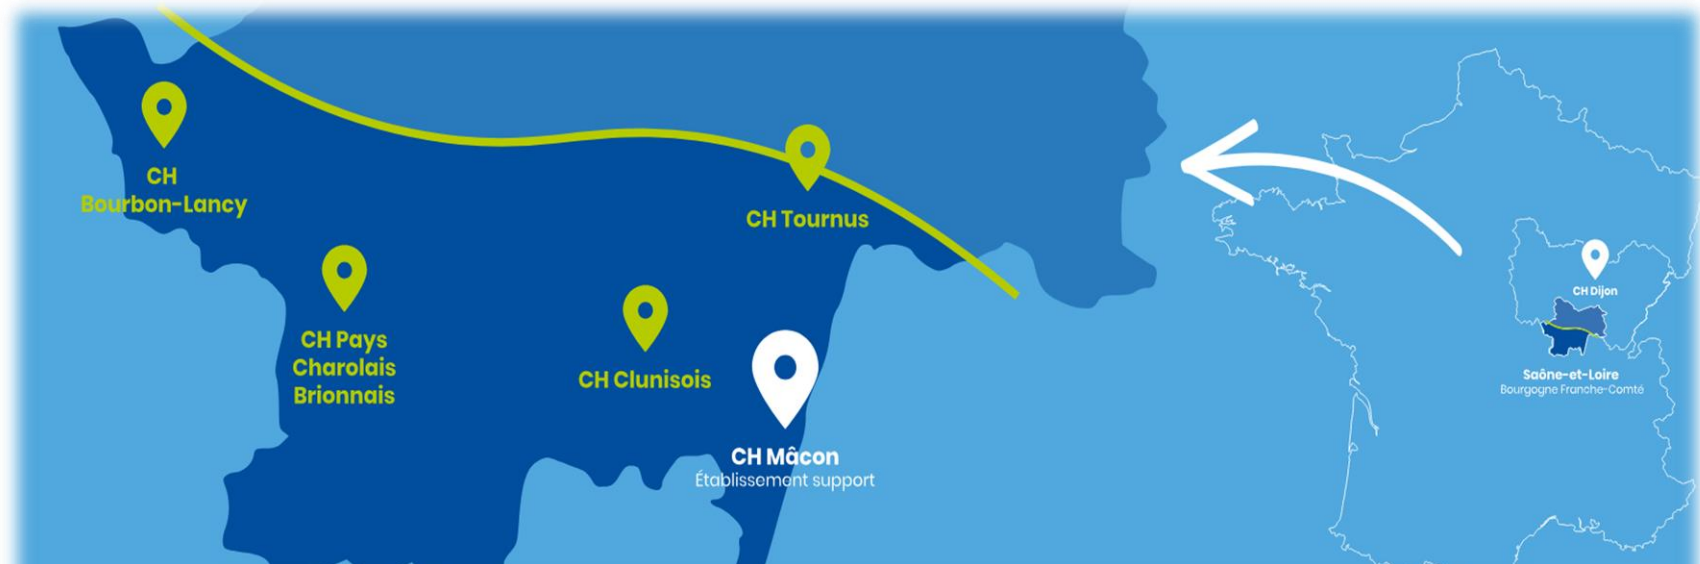 CH
Bourbon-Lancy
CH Tournus
CH Pays
Charolais
Brionnais
CH Clunisois
CH Mâcon
Établissement support
CH Dijon
Saône-et-Loire
Bourgogne Franche-Comté